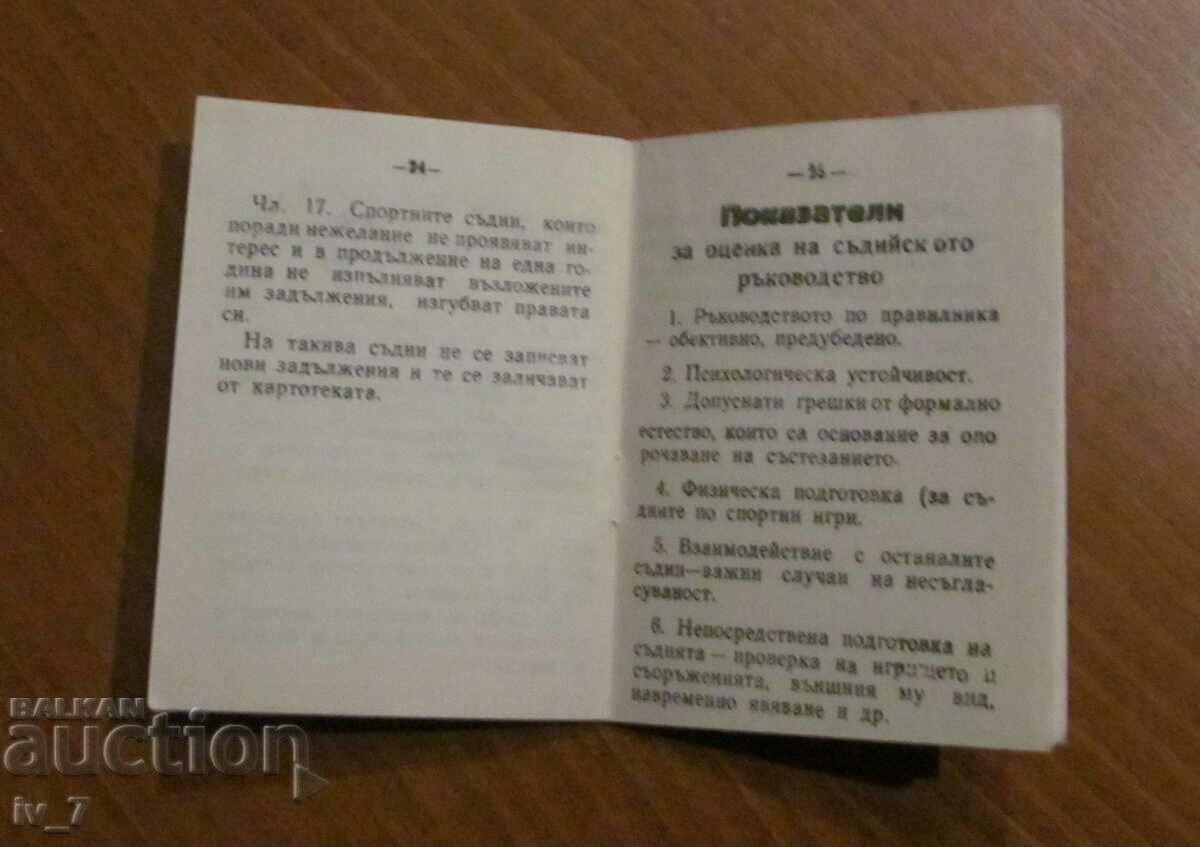 —34—
Чл. 17. Спортните съдии, които
поради нежелание не проявяват ин-
терес и в продължение на една го-
дина не изпълняват възложените
им задължения, изгубват правата
си.
На такива съдии не се записват
нови задължения и те се заличават
от картотеката.
Показатели
за оценка на съдийск ото
ръководство
1. Ръководството по правилника
— обективно, предубедено.
2. Психологическа устойчивост.
3. Допуснати грешки от формално
естество, които са основание за опо
рочаване на състезанието.
4. Физическа подготовка (за съ-
диите по спортни игри.
5. Взаимодействие с останалите
съдии—важни случаи на несъгла-
суваност.
6. Непосредствена подготовка на
съдията — проверка на игрището и
съоръженията, външния му вид,
навременно явяване и др.
BALKAN
auction
iv_7